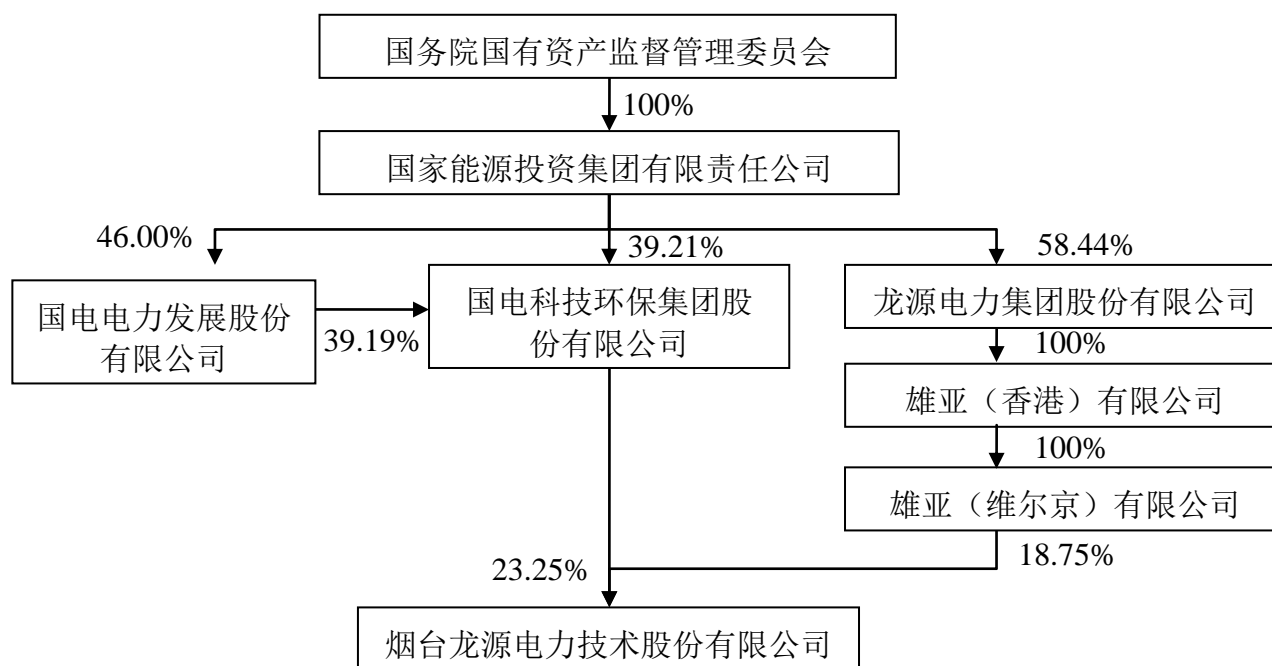 国务院国有资产监督管理委员会
100%
国家能源投资集团有限责任公司
46.00%
39.21%
58.44%
国电电力发展股份
有限公司
39.19%
国电科技环保集团股
份有限公司
龙源电力集团股份有限公司
100%
雄亚（香港）有限公司
100%
雄亚（维尔京）有限公司
23.25%
18.75%
烟台龙源电力技术股份有限公司